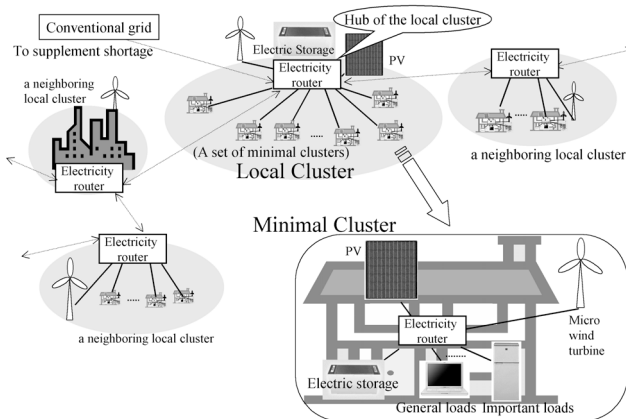 Conventional grid
To supplement shortage
Hub of the local cluster
Electric Storage
PV
Electricity
router
Electricity
router
a neighboring
local cluster
(A set of minimal clusters)
Local Cluster
a neighboring local cluster
Electricity
router
Minimal Cluster
Electricity
router
a neighboring local cluster
PV
Electricity
router
Micro
wind
turbine
Electric storage
General loads
Important loads